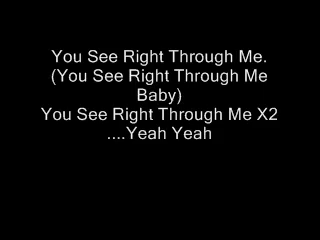 You See Right Through Me.
(You See Right Through Me
Baby)
You See Right Through Me X2
....Yeah Yeah